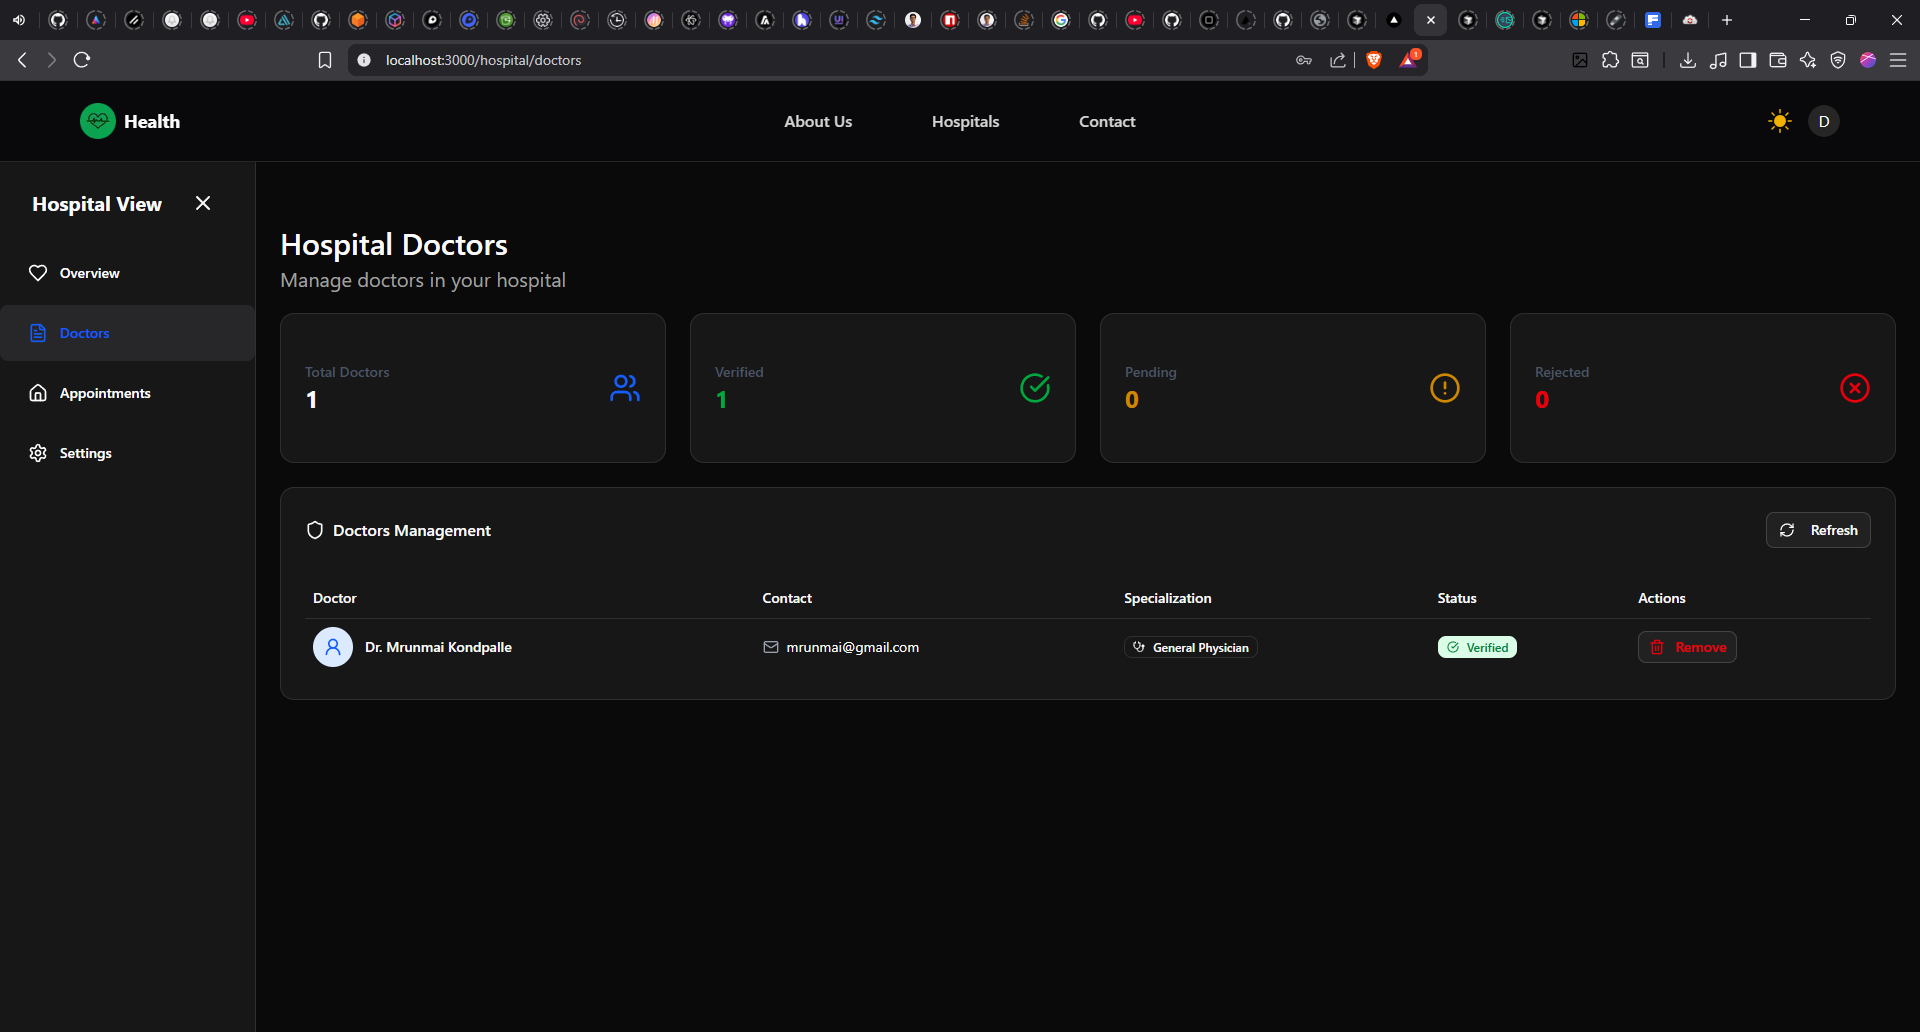 localhost:3000/hospital/doctors
1
Health
About Us
Hospitals
Contact
D
Hospital View
Overview
Doctors
Appointments
Settings
Hospital Doctors
Manage doctors in your hospital
Total Doctors
1
Verified
1
Pending
0
Rejected
0
Doctors Management
Refresh
Doctor
Contact
Specialization
Status
Actions
Dr. Mrunmai Kondpalle
mrunmai@gmail.com
General Physician
Verified
Remove